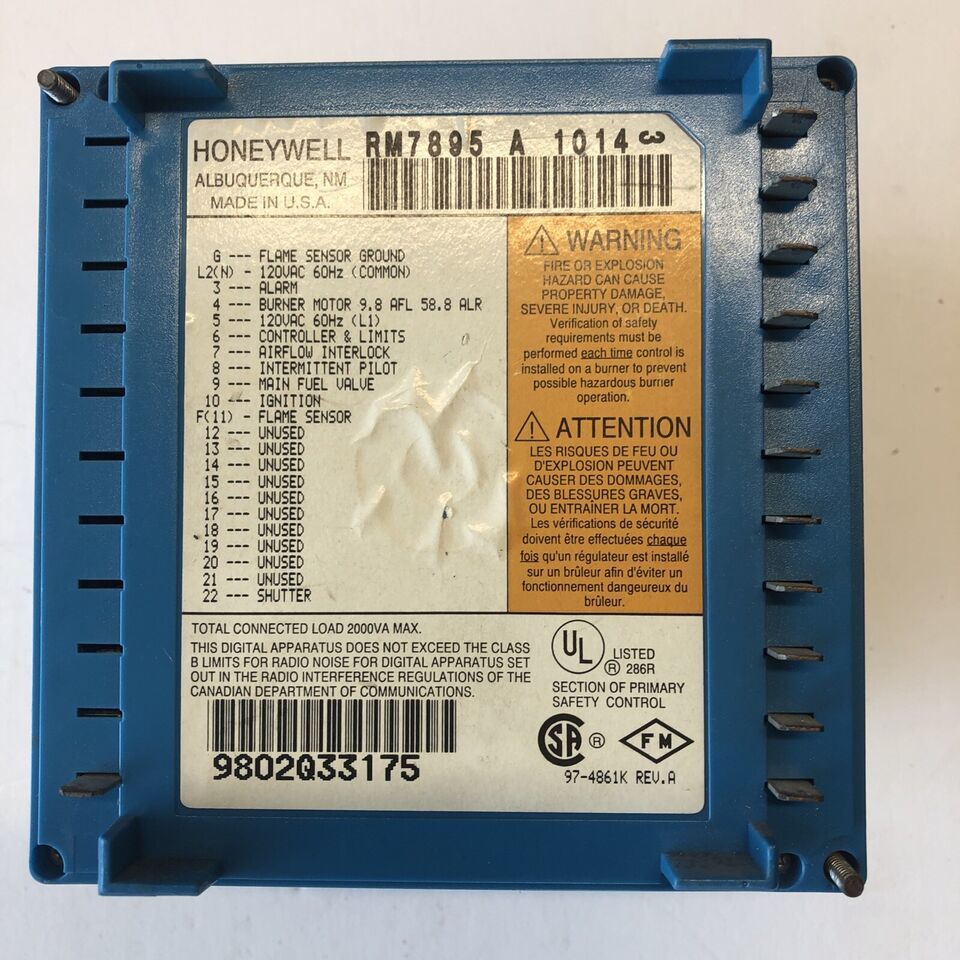 HONEYWELL RM7895 A 1014 3
ALBUQUERQUE, NM
MADE IN U.S.A.
G --- FLAME SENSOR GROUND
L2(N) - 120VAC 60Hz (COMMON)
3 --- ALARM
4 --- BURNER MOTOR 9.8 AFL 58.8 ALR
5 --- 120VAC 60Hz (L1)
6 --- CONTROLLER & LIMITS
7 --- AIRFLOW INTERLOCK
8 --- INTERMITTENT PILOT
9 --- MAIN FUEL VALVE
10 --- IGNITION
F(11) - FLAME SENSOR
12 --- UNUSED
13 --- UNUSED
14 --- UNUSED
15 --- UNUSED
16 --- UNUSED
17 --- UNUSED
18 --- UNUSED
19 --- UNUSED
20 --- UNUSED
21 --- UNUSED
22 --- SHUTTER
WARNING
FIRE OR EXPLOSION
HAZARD CAN CAUSE
PROPERTY DAMAGE,
SEVERE INJURY, OR DEATH.
Verification of safety
requirements must be
performed each time control is
installed on a burner to prevent
possible hazardous burner
operation.
ATTENTION
LES RISQUES DE FEU OU
D'EXPLOSION PEUVENT
CAUSER DES DOMMAGES,
DES BLESSURES GRAVES,
OU ENTRAÎNER LA MORT.
Les vérifications de sécurité
doivent être effectuées chaque
fois qu'un régulateur est installé
sur un brûleur afin d'éviter un
fonctionnement dangeureux du
brûleur.
TOTAL CONNECTED LOAD 2000VA MAX.
THIS DIGITAL APPARATUS DOES NOT EXCEED THE CLASS
B LIMITS FOR RADIO NOISE FOR DIGITAL APPARATUS SET
OUT IN THE RADIO INTERFERENCE REGULATIONS OF THE
CANADIAN DEPARTMENT OF COMMUNICATIONS.
9802Q33175
UL ® LISTED
286R
SECTION OF PRIMARY
SAFETY CONTROL
SA ® FM
97-4861K REV.A